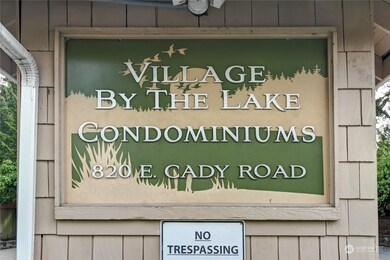 VILLAGE
BY THE LAKE
CONDOMINIUMS
820 E. CADY ROAD
NO
TRESPASSING